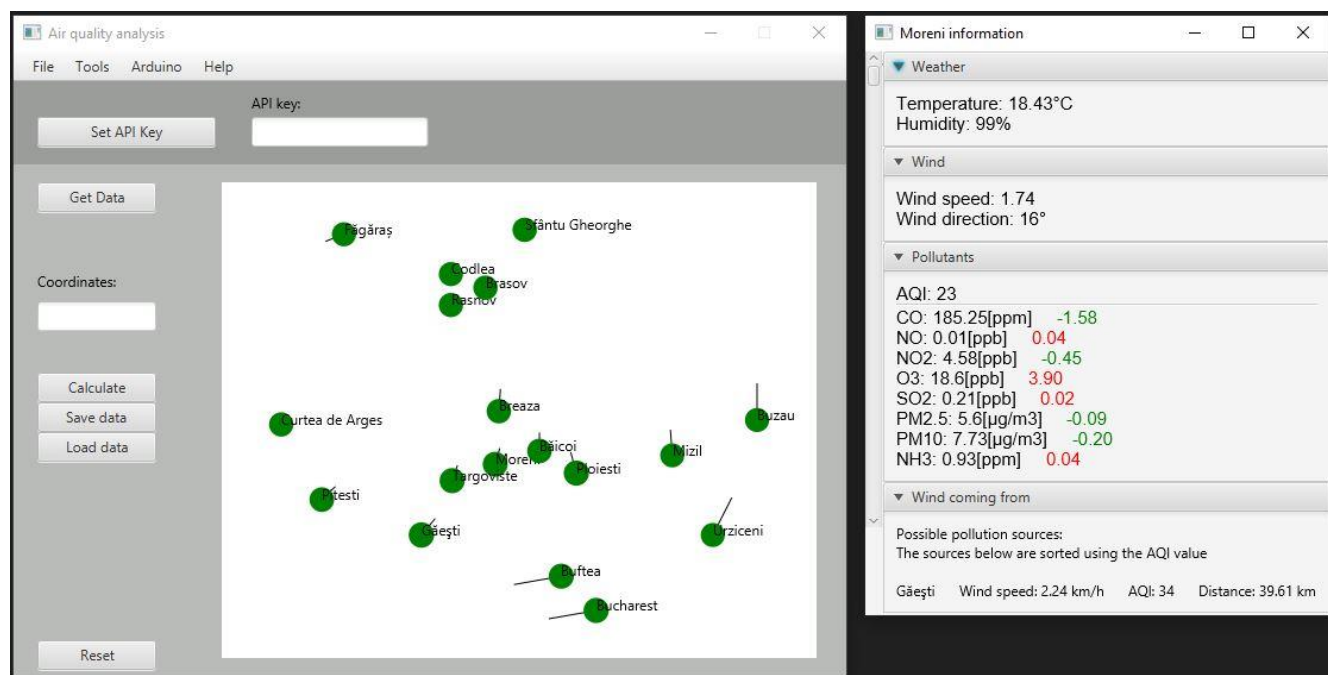 Air quality analysis
File Tools Arduino Help
API key:
Set API Key
Get Data
Coordinates:
Calculate
Save data
Load data
Reset
Făgăraș
Sfântu Gheorghe
Codlea
Brasov
Rasnov
Breaza
Buzau
Curtea de Arges
Băicoi
Mizil
Moreni
Ploiesti
Targoviste
Pitesti
Găeşti
Urziceni
Buftea
Bucharest
Moreni information
Weather
Temperature: 18.43°C
Humidity: 99%
Wind
Wind speed: 1.74
Wind direction: 16°
Pollutants
AQI: 23
CO: 185.25[ppm] -1.58
NO: 0.01[ppb] 0.04
NO2: 4.58[ppb] -0.45
O3: 18.6[ppb] 3.90
SO2: 0.21[ppb] 0.02
PM2.5: 5.6[µg/m3] -0.09
PM10: 7.73[µg/m3] -0.20
NH3: 0.93[ppm] 0.04
Wind coming from
Possible pollution sources:
The sources below are sorted using the AQI value
Găeşti Wind speed: 2.24 km/h AQI: 34 Distance: 39.61 km